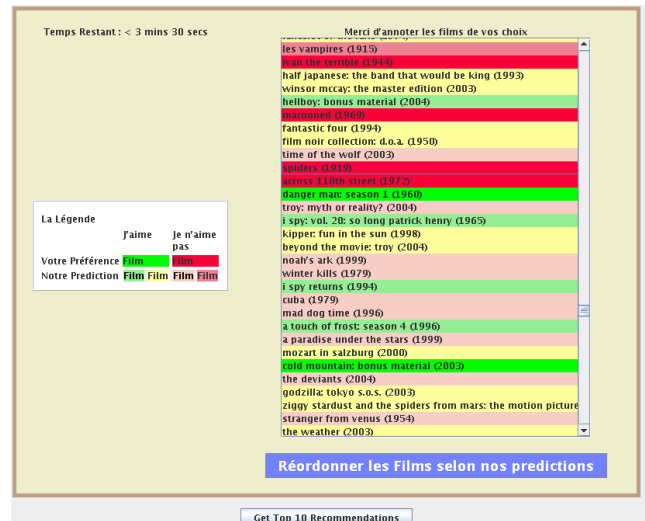 Temps Restant : < 3 mins 30 secs
Merci d'annoter les films de vos choix
les vampires (1915)
ivan the terrible (1944)
half japanese: the band that would be king (1993)
winsor mccay: the master edition (2003)
hellboy: bonus material (2004)
marooned (1969)
fantastic four (1994)
film noir collection: d.o.a. (1950)
time of the wolf (2003)
spiders (1919)
across 110th street (1972)
danger man: season 1 (1960)
troy: myth or reality? (2004)
i spy: vol. 20: so long patrick henry (1965)
kipper: fun in the sun (1998)
beyond the movie: troy (2004)
noah's ark (1999)
winter kills (1979)
i spy returns (1994)
cuba (1979)
mad dog time (1996)
a touch of frost: season 4 (1996)
a paradise under the stars (1999)
mozart in salzburg (2000)
cold mountain: bonus material (2003)
the deviants (2004)
godzilla: tokyo s.o.s. (2003)
ziggy stardust and the spiders from mars: the motion picture
stranger from venus (1954)
the weather (2003)
La Légende
J'aime Je n'aime
pas
Votre Préférence Film Film
Notre Prediction Film Film Film Film
Réordonner les Films selon nos predictions
Get Top 10 Recommendations